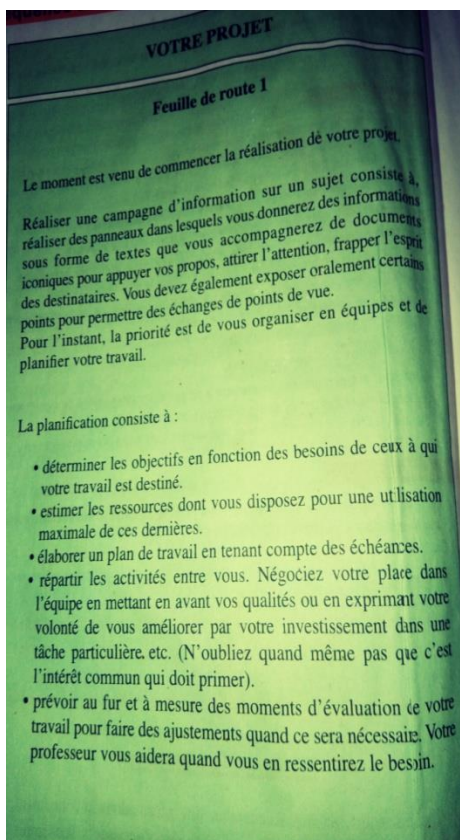 VOTRE PROJET
Feuille de route 1
Le moment est venu de commencer la réalisation de votre projet.
Réaliser une campagne d'information sur un sujet consiste à,
réaliser des panneaux dans lesquels vous donnerez des informations
sous forme de textes que vous accompagnerez de documents
iconiques pour appuyer vos propos, attirer l'attention, frapper l'esprit
des destinataires. Vous devez également exposer oralement certains
points pour permettre des échanges de points de vue.
Pour l'instant, la priorité est de vous organiser en équipes et de
planifier votre travail.
La planification consiste à :
• déterminer les objectifs en fonction des besoins de ceux à qui
votre travail est destiné.
• estimer les ressources dont vous disposez pour une utilisation
maximale de ces dernières.
• élaborer un plan de travail en tenant compte des échéances.
• répartir les activités entre vous. Négociez votre place dans
l'équipe en mettant en avant vos qualités ou en exprimant votre
volonté de vous améliorer par votre investissement dans une
tâche particulière. etc. (N'oubliez quand même pas que c'est
l'intérêt commun qui doit primer).
• prévoir au fur et à mesure des moments d'évaluation de votre
travail pour faire des ajustements quand ce sera nécessaire. Votre
professeur vous aidera quand vous en ressentirez le besoin.